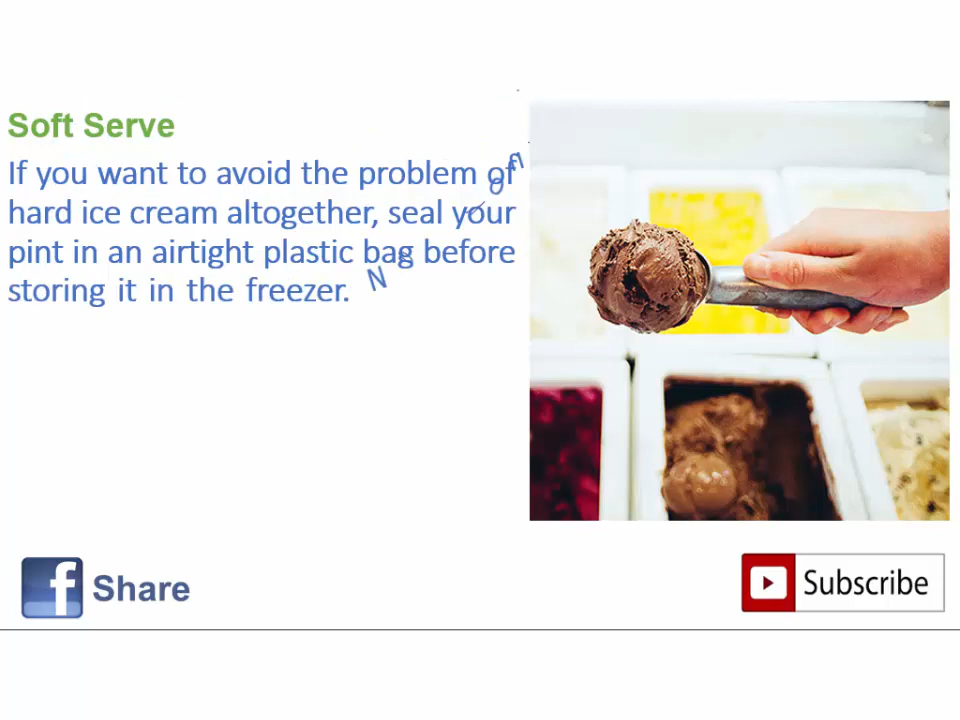 Soft Serve
If you want to avoid the problem of
hard ice cream altogether, seal your
pint in an airtight plastic bag before
storing it in the freezer.
f Share
Subscribe